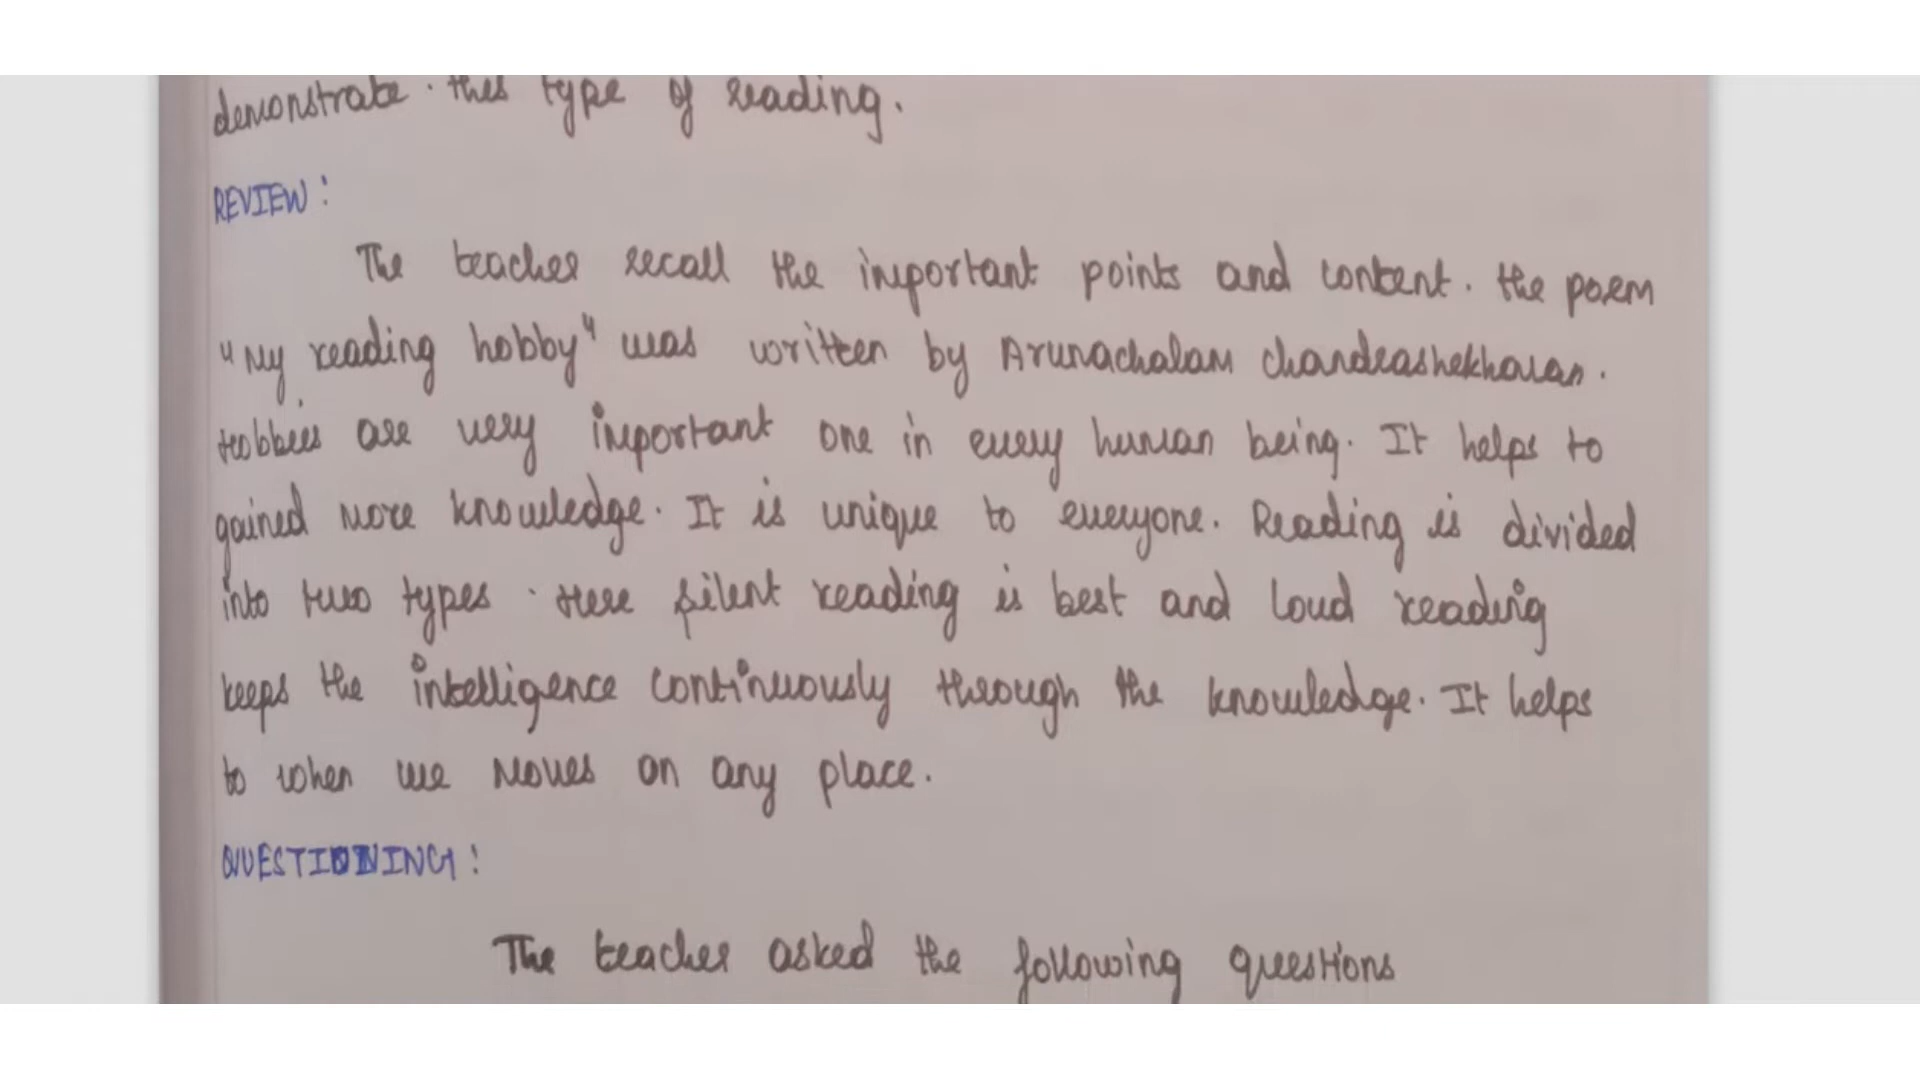 demonstrate. this type of reading.
REVIEW:
The teacher recall the important points and content. the poem
"My reading hobby" was written by Arunachalam chandrashekharan.
Hobbies are very important one in every human being. It helps to
gained more knowledge. It is unique to everyone. Reading is divided
into two types. Here silent reading is best and loud reading
keeps the intelligence continuously through the knowledge. It helps
to when we moves on any place.
QUESTIONING:
The teacher asked the following questions